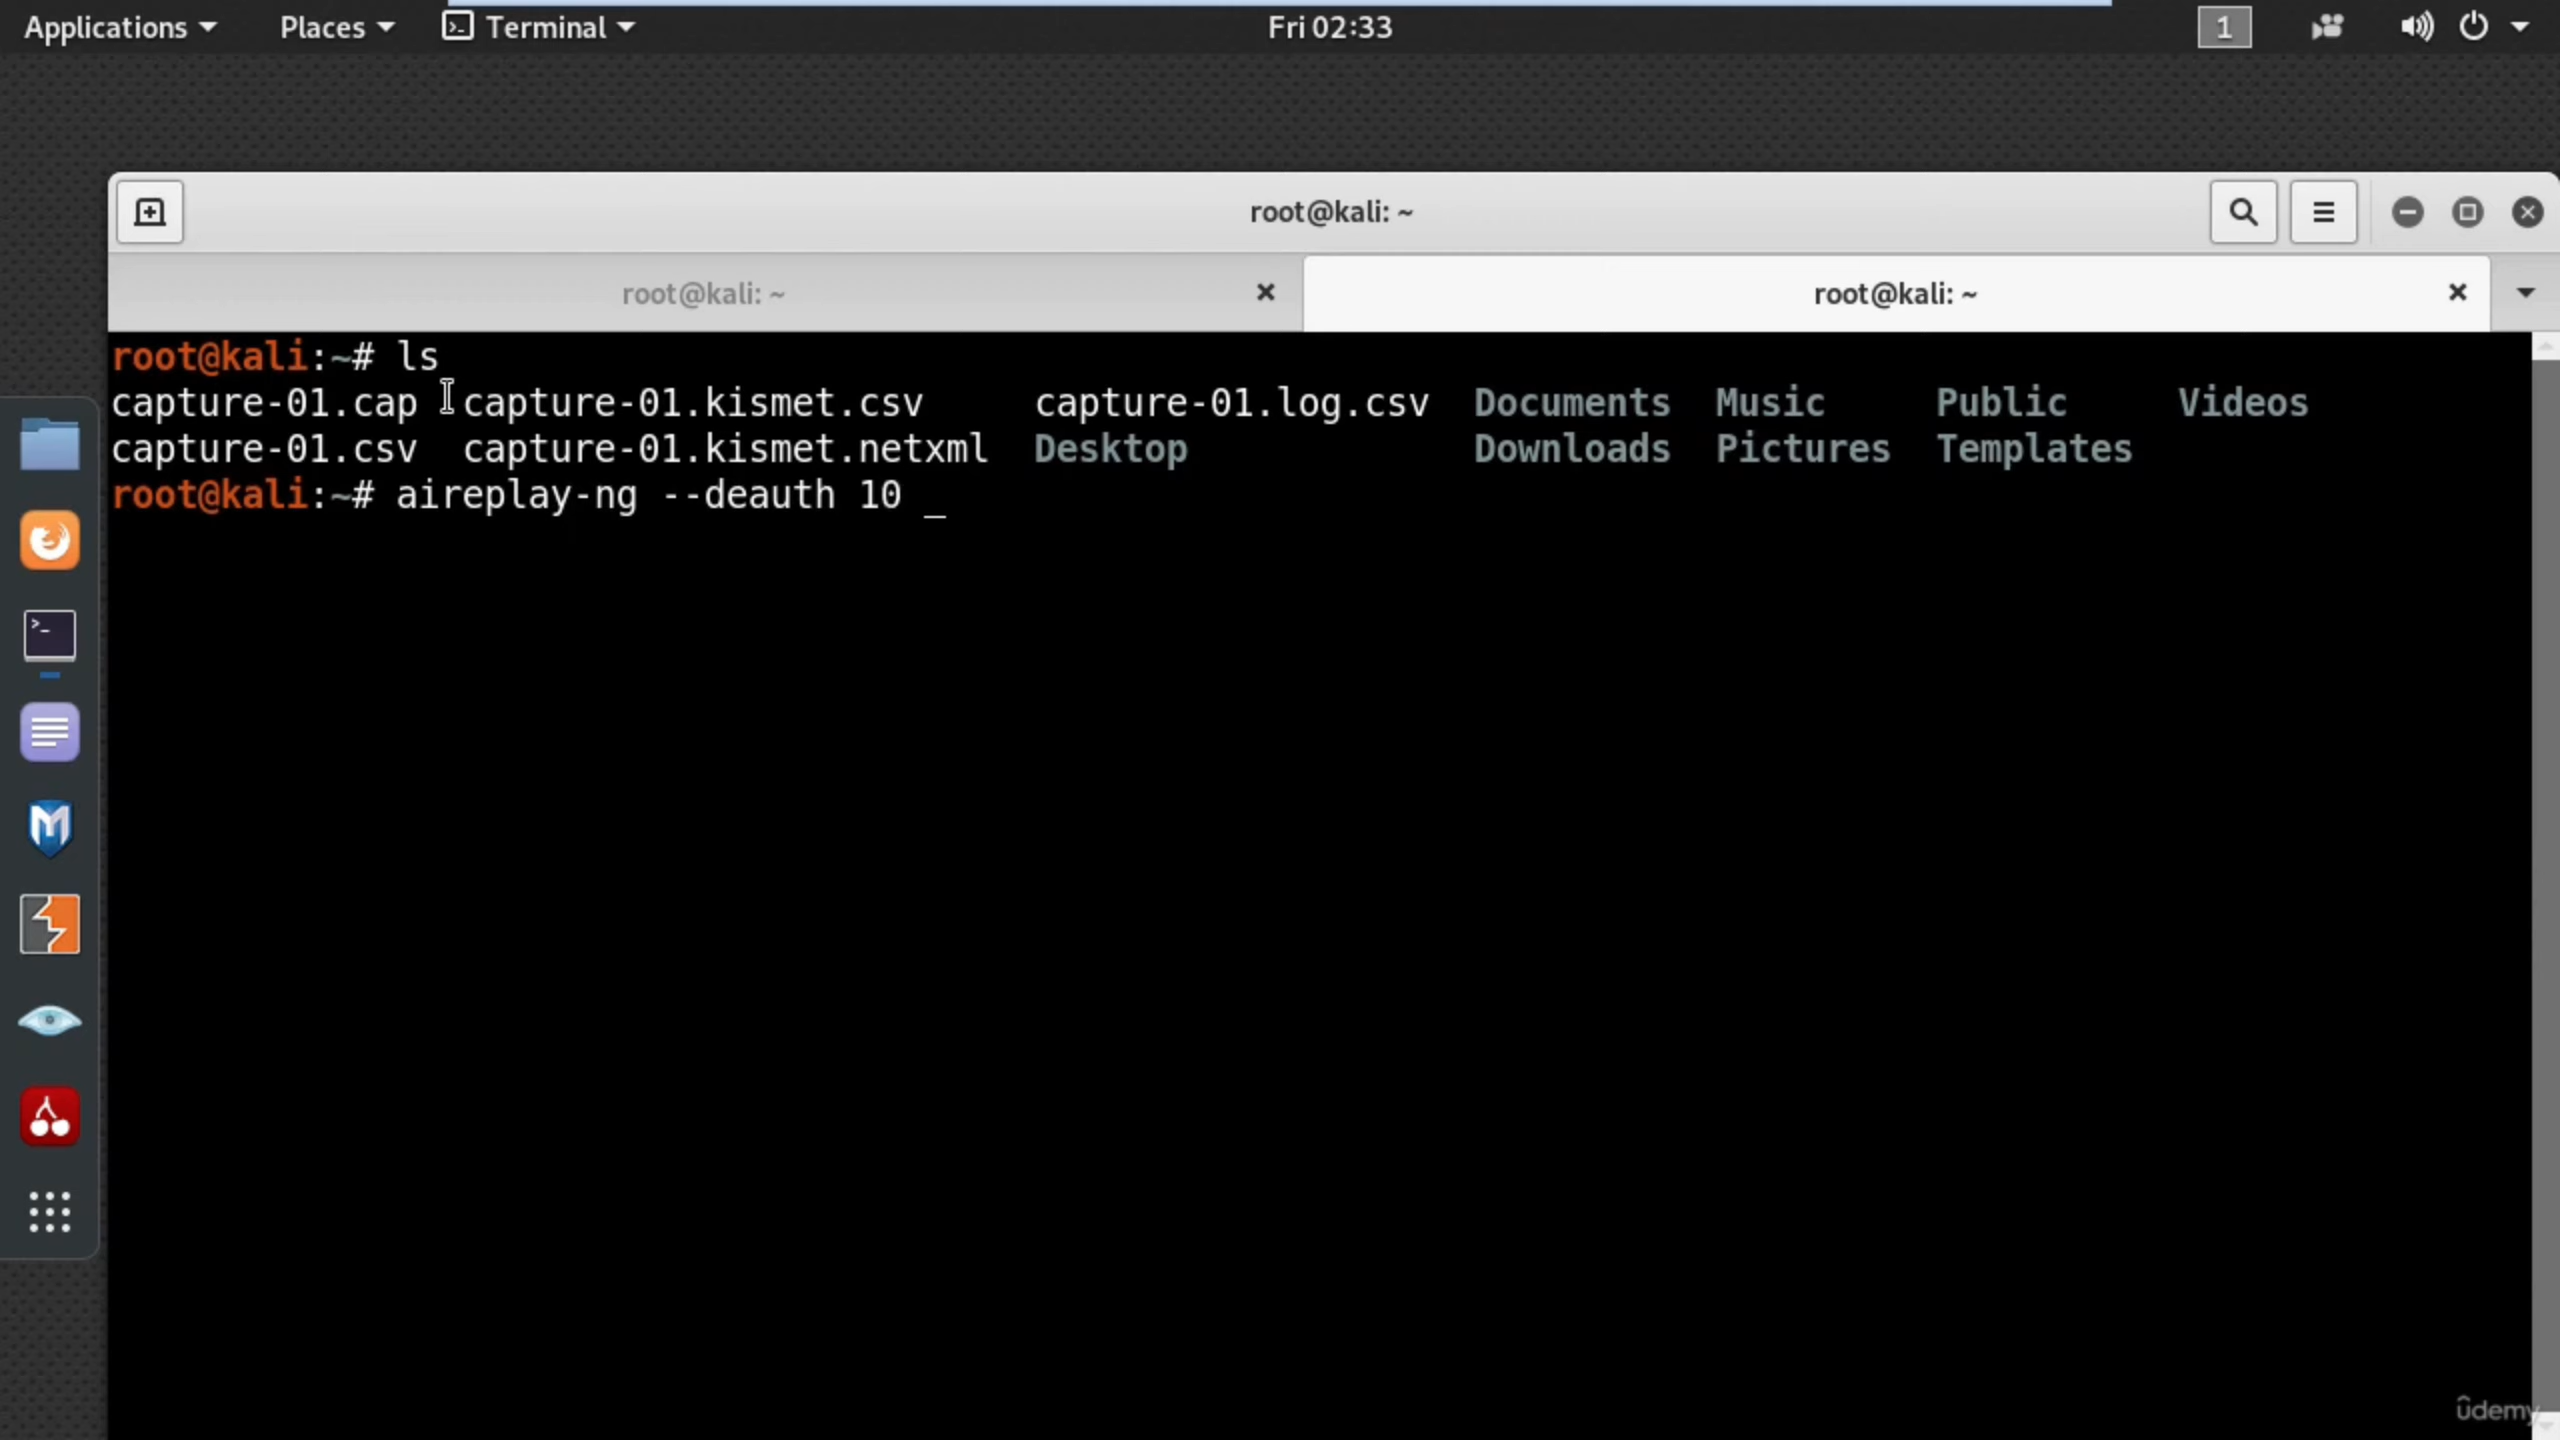 Applications Places Terminal Fri 02:33 1
root@kali: ~
root@kali: ~ root@kali: ~
root@kali:~# ls
capture-01.cap capture-01.kismet.csv capture-01.log.csv Documents Music Public Videos
capture-01.csv capture-01.kismet.netxml Desktop Downloads Pictures Templates
root@kali:~# aireplay-ng --deauth 10 _
ûdemy